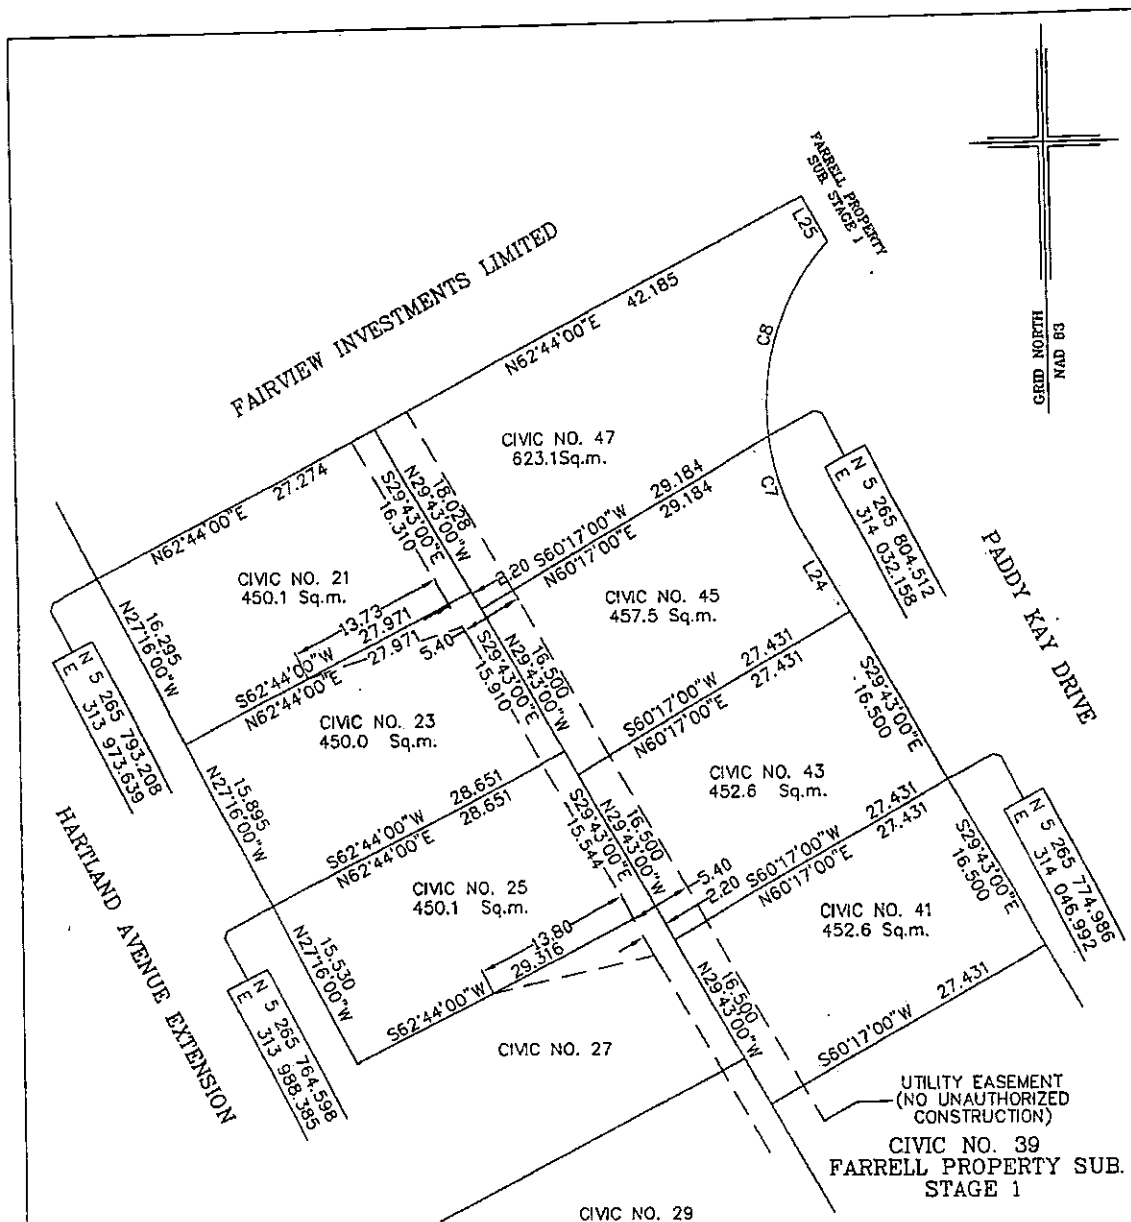 FARRELL PROPERTY
SUB. STAGE 1
L25
FAIRVIEW INVESTMENTS LIMITED
N62°44'00"E 42.185
C8
GRID NORTH
NAD 83
CIVIC NO. 47
623.1Sq.m.
N62°44'00"E 27.274
18.028
N29°43'00"W
S29°43'00"E
16.310
S60°17'00"W 29.184
N60°17'00"E 29.184
2.20
C7
N 5 265 804.512
E 314 032.158
PADDY KAY DRIVE
CIVIC NO. 21
450.1 Sq.m.
13.73
S62°44'00"W 27.971
N62°44'00"E 27.971
5.40
16.295
N27°16'00"W
CIVIC NO. 45
457.5 Sq.m.
L24
N 5 265 793.208
E 313 973.639
CIVIC NO. 23
450.0 Sq.m.
16.500
N29°43'00"W
S29°43'00"E
15.910
S60°17'00"W 27.431
N60°17'00"E 27.431
S29°43'00"E
16.500
15.895
N27°16'00"W
S62°44'00"W 28.651
N62°44'00"E 28.651
CIVIC NO. 43
452.6 Sq.m.
HARTLAND AVENUE EXTENSION
CIVIC NO. 25
450.1 Sq.m.
16.500
N29°43'00"W
S29°43'00"E
15.544
5.40
2.20
S60°17'00"W 27.431
N60°17'00"E 27.431
S29°43'00"E
16.500
N 5 265 774.986
E 314 046.992
CIVIC NO. 41
452.6 Sq.m.
13.80
S62°44'00"W 29.316
15.530
N27°16'00"W
N 5 265 764.598
E 313 988.385
CIVIC NO. 27
16.500
N29°43'00"W
S60°17'00"W 27.431
UTILITY EASEMENT
(NO UNAUTHORIZED
CONSTRUCTION)
CIVIC NO. 39
FARRELL PROPERTY SUB.
STAGE 1
CIVIC NO. 29